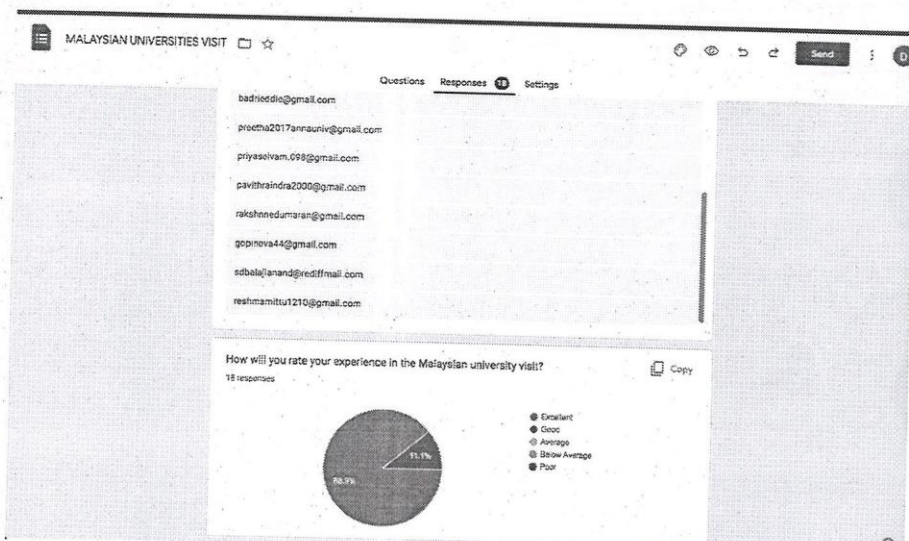 MALAYSIAN UNIVERSITIES VISIT
Send
D
Questions Responses 18 Settings
badrieddie@gmail.com
preetha2017annauniv@gmail.com
priyaselvam.098@gmail.com
pavithraindra2000@gmail.com
rakshnnedumaran@gmail.com
gopineva44@gmail.com
sdbalajianand@rediffmail.com
reshmamittu1210@gmail.com
How will you rate your experience in the Malaysian university visit?
Copy
18 responses
Excellent
Good
Average
Below Average
Poor
11.1%
88.9%